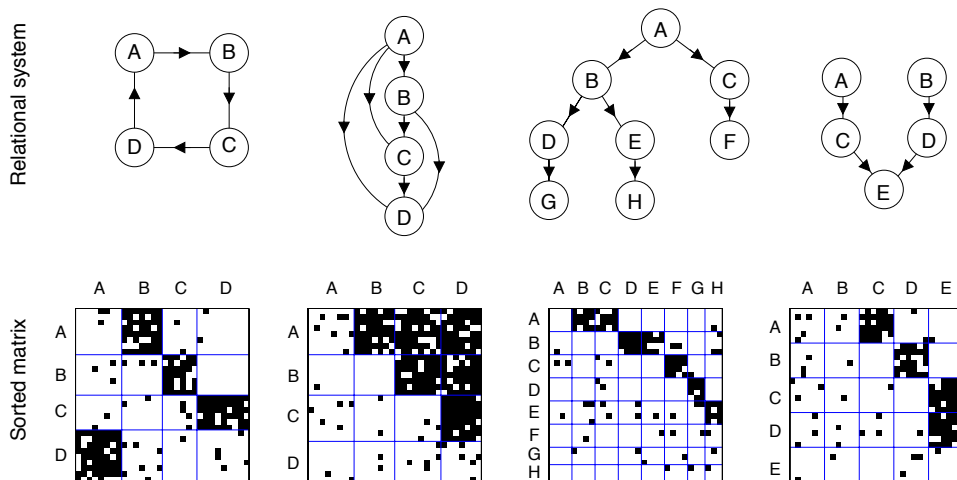 Relational system
A B
D C
A
B
C
D
A
B C
D E F
G H
A B
C D
E
Sorted matrix
A B C D
A
B
C
D
A B C D
A
B
C
D
A B C D E F G H
A
B
C
D
E
F
G
H
A B C D E
A
B
C
D
E